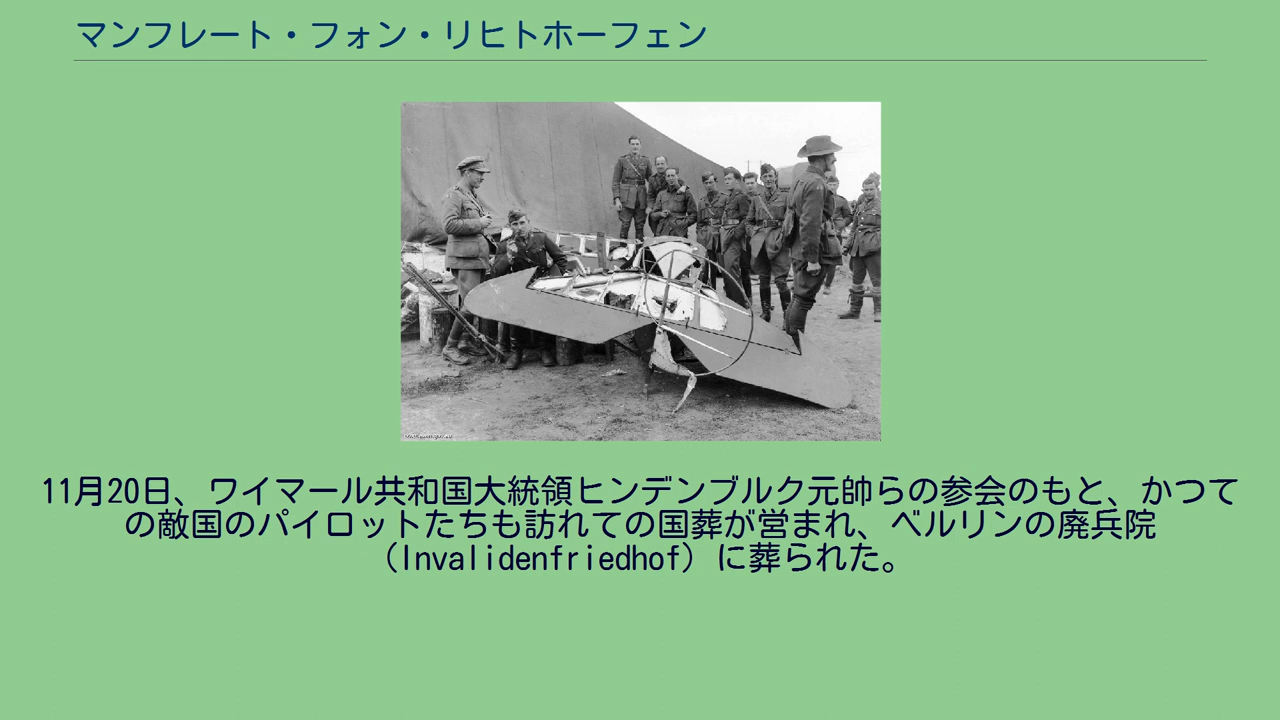 マンフレート・フォン・リヒトホーフェン
11月20日、ワイマール共和国大統領ヒンデンブルク元帥らの参会のもと、かつて
の敵国のパイロットたちも訪れての国葬が営まれ、ベルリンの廃兵院
（Invalidenfriedhof）に葬られた。